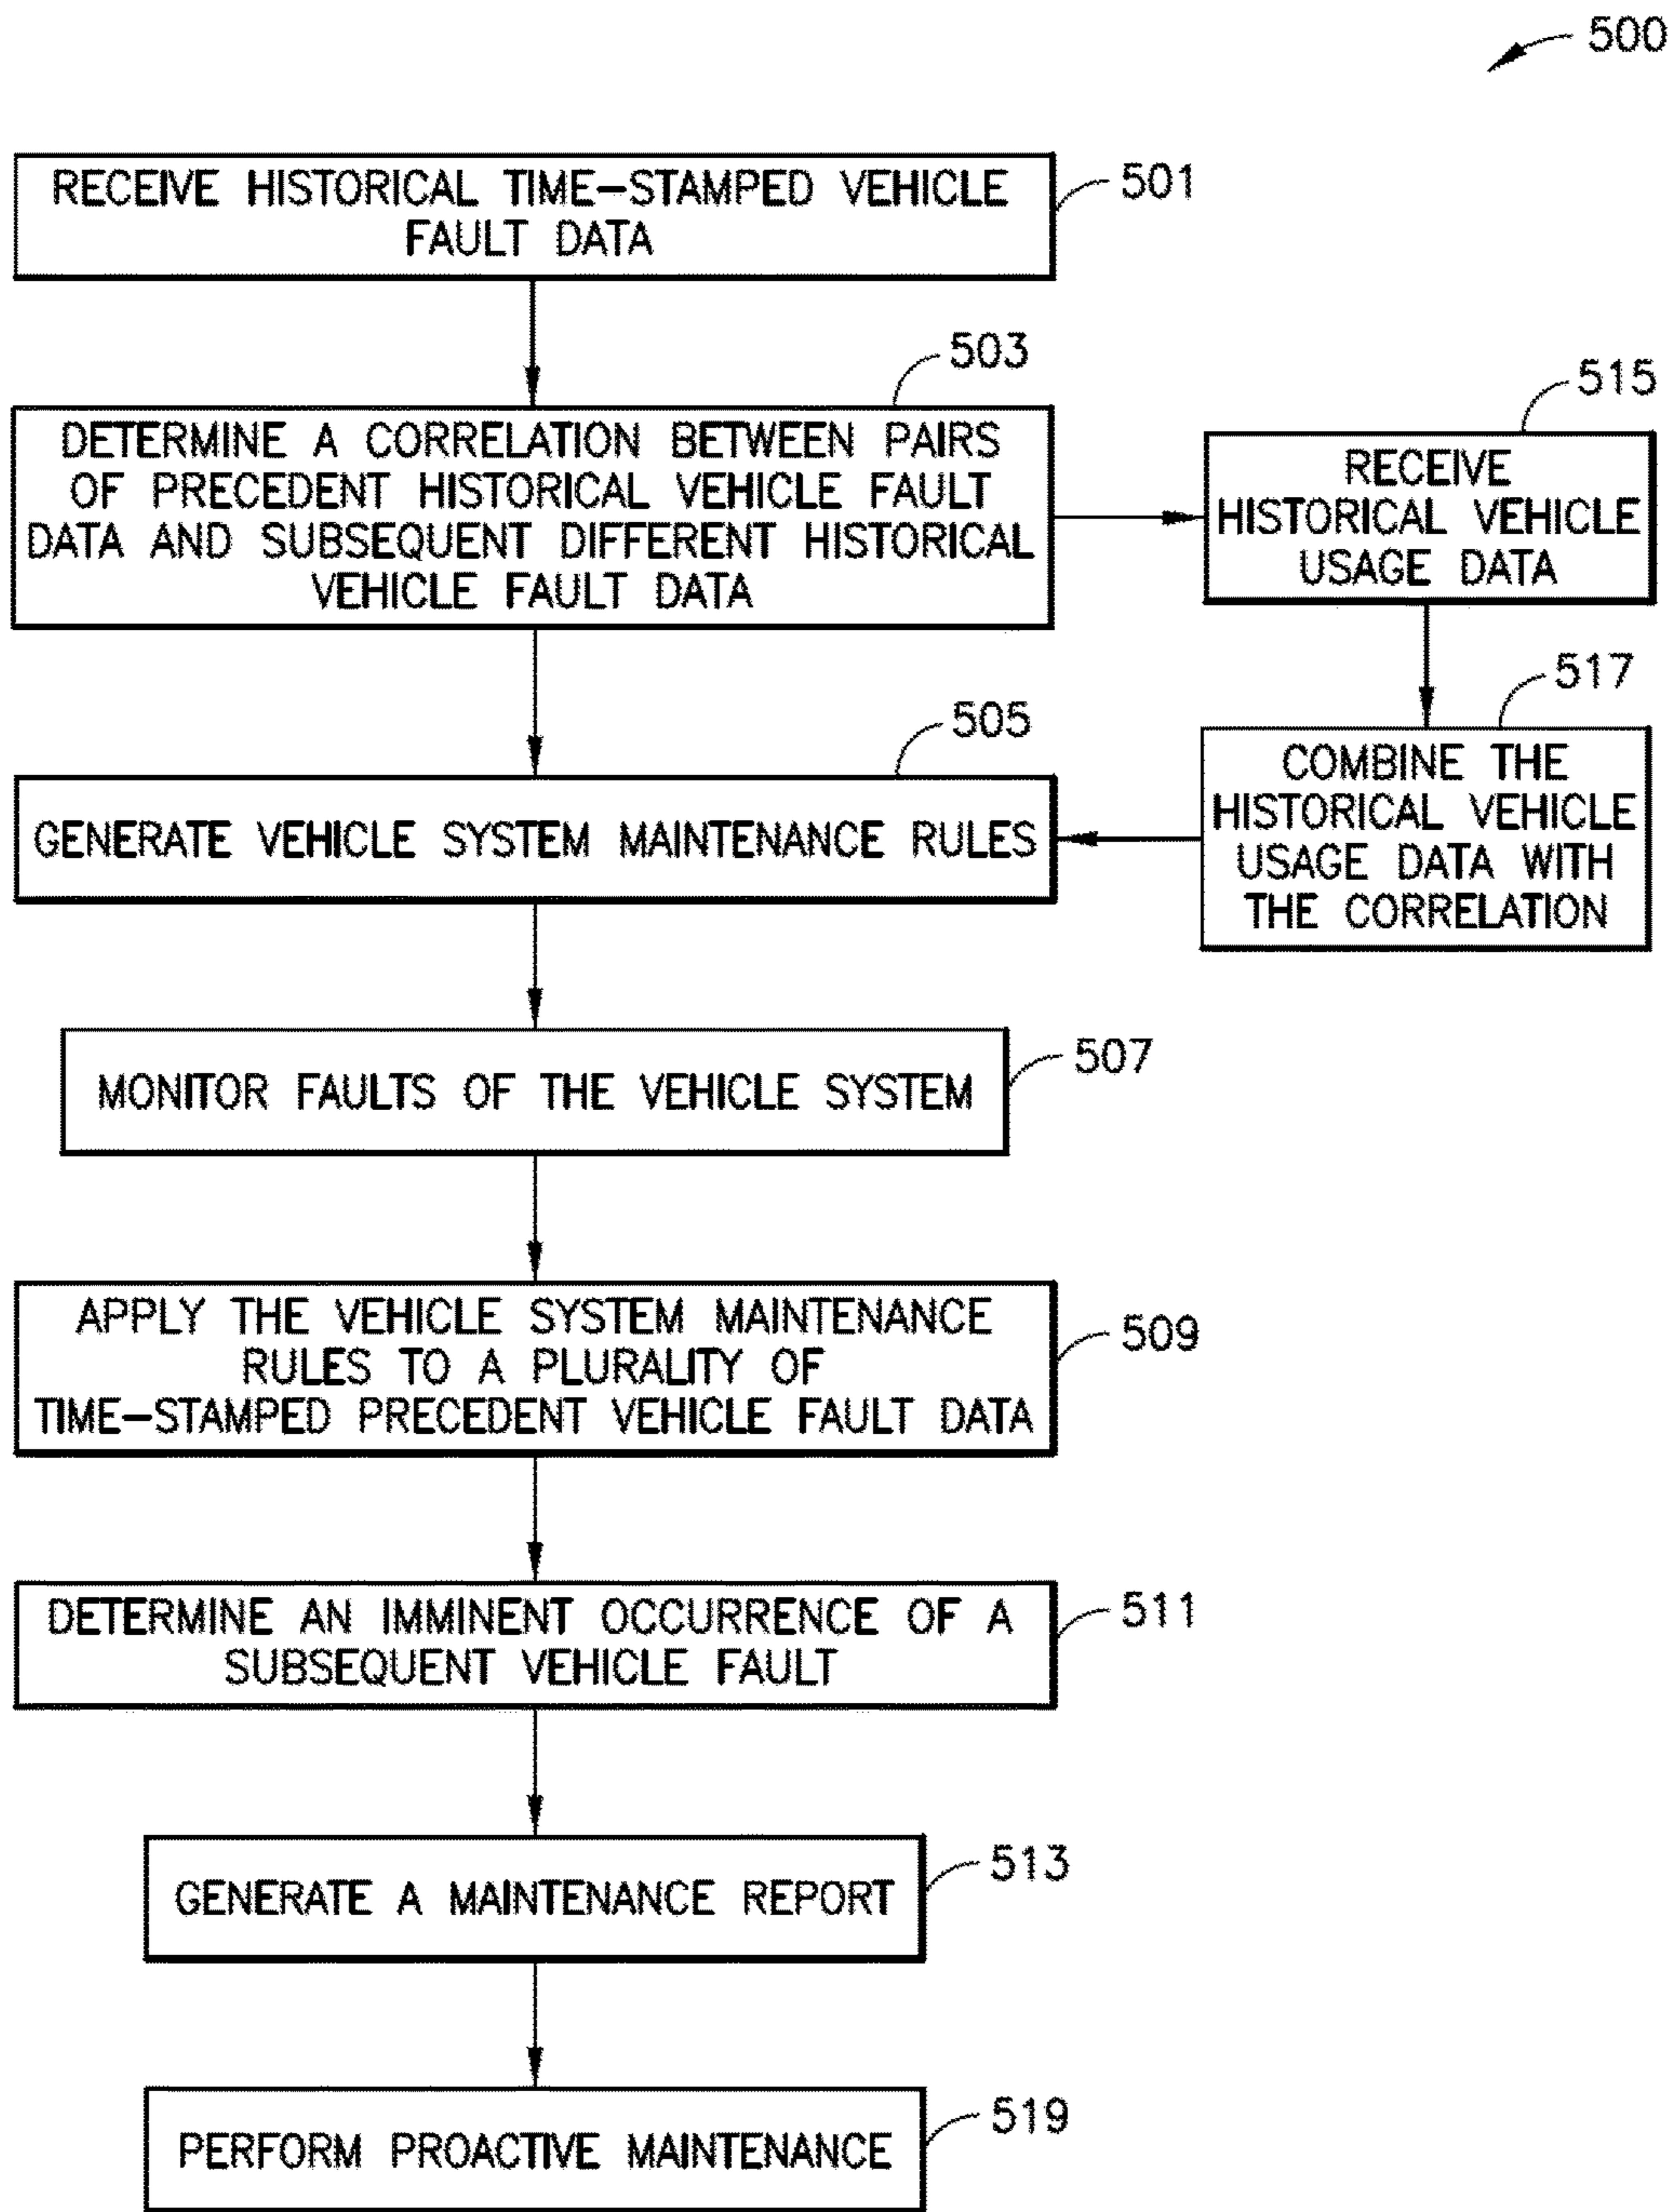 500
RECEIVE HISTORICAL TIME-STAMPED VEHICLE
FAULT DATA
501
503
DETERMINE A CORRELATION BETWEEN PAIRS
OF PRECEDENT HISTORICAL VEHICLE FAULT
DATA AND SUBSEQUENT DIFFERENT HISTORICAL
VEHICLE FAULT DATA
515
RECEIVE
HISTORICAL VEHICLE
USAGE DATA
517
COMBINE THE
HISTORICAL VEHICLE
USAGE DATA WITH
THE CORRELATION
505
GENERATE VEHICLE SYSTEM MAINTENANCE RULES
MONITOR FAULTS OF THE VEHICLE SYSTEM
507
APPLY THE VEHICLE SYSTEM MAINTENANCE
RULES TO A PLURALITY OF
TIME-STAMPED PRECEDENT VEHICLE FAULT DATA
509
DETERMINE AN IMMINENT OCCURRENCE OF A
SUBSEQUENT VEHICLE FAULT
511
GENERATE A MAINTENANCE REPORT
513
PERFORM PROACTIVE MAINTENANCE
519